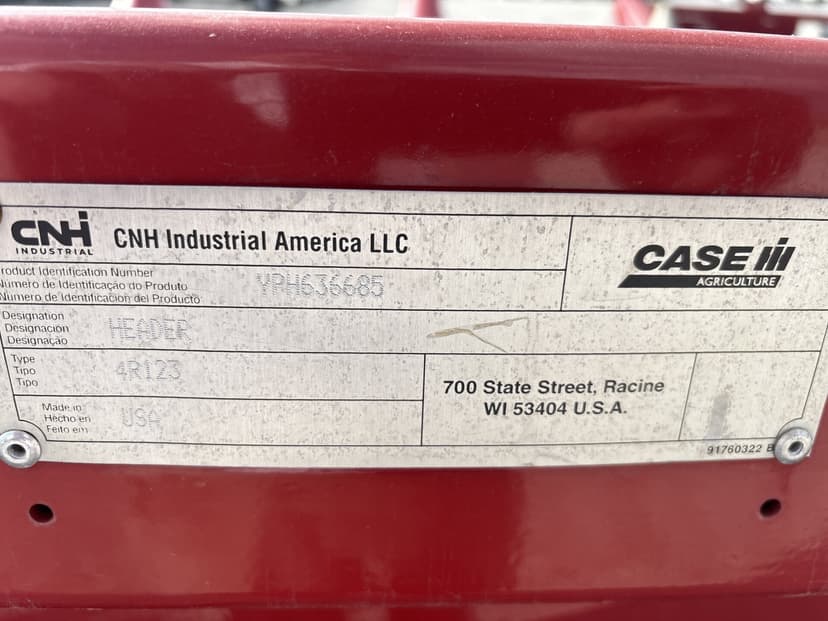 CNH
INDUSTRIAL
CNH Industrial America LLC
CASE IH
AGRICULTURE
roduct Identification Number
Número de Identificação do Produto
Número de Identificación del Producto
YPH636685
Designation
Designación
Designação
HEADER
Type
Tipo
Tipo
4R123
Made in
Hecho en
Feito em
USA
700 State Street, Racine
WI 53404 U.S.A.
91760322 B